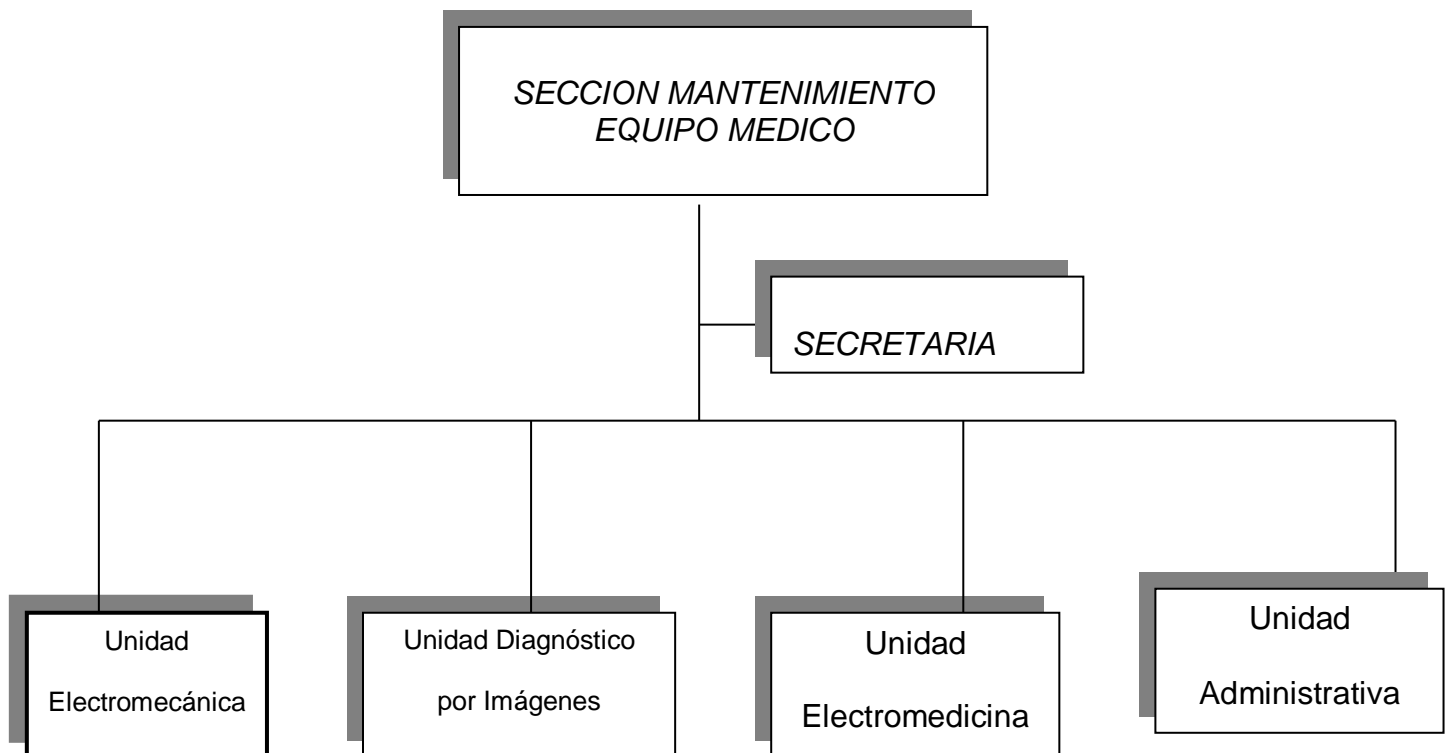 SECCION MANTENIMIENTO
EQUIPO MEDICO
SECRETARIA
Unidad
Electromecánica
Unidad Diagnóstico
por Imágenes
Unidad
Electromedicina
Unidad
Administrativa